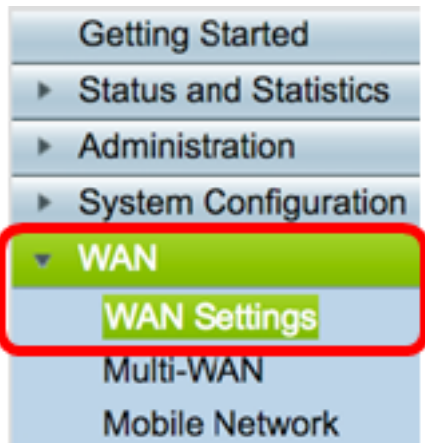 Getting Started
Status and Statistics
Administration
System Configuration
WAN
WAN Settings
Multi-WAN
Mobile Network